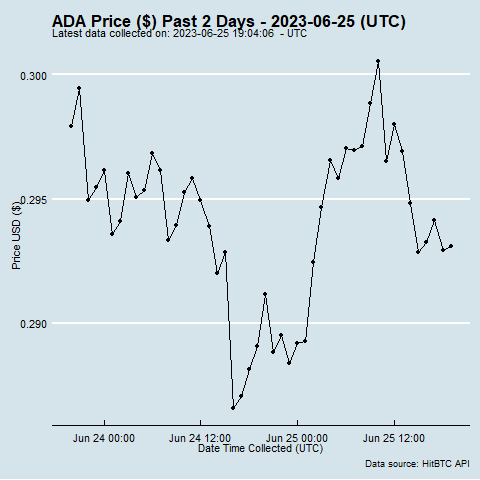 ADA Price ($) Past 2 Days - 2023-06-25 (UTC)
Latest data collected on: 2023-06-25 19:04:06 - UTC
0.300
0.295
0.290
Price USD ($)
Jun 24 00:00 Jun 24 12:00 Jun 25 00:00 Jun 25 12:00
Date Time Collected (UTC)
Data source: HitBTC API